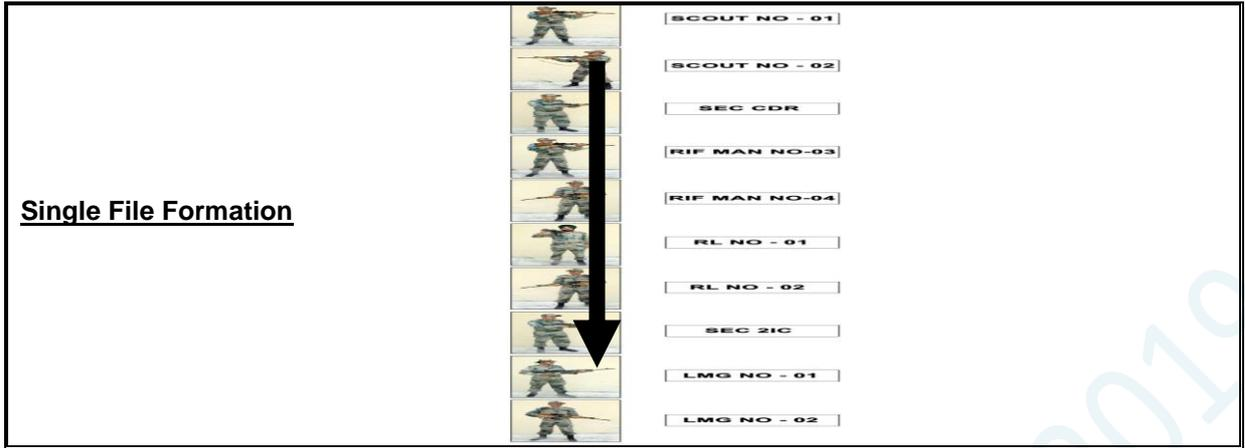 SCOUT NO - 01
SCOUT NO - 02
SEC CDR
RIF MAN NO-03
RIF MAN NO-04
Single File Formation
RL NO - 01
RL NO - 02
SEC 2IC
LMG NO - 01
LMG NO - 02
2019